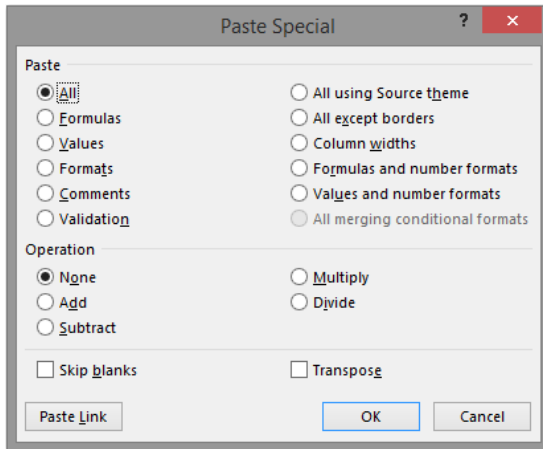 Paste Special
?
Paste
All
Formulas
Values
Formats
Comments
Validation
All using Source theme
All except borders
Column widths
Formulas and number formats
Values and number formats
All merging conditional formats
Operation
None
Add
Subtract
Multiply
Divide
Skip blanks
Transpose
Paste Link
OK
Cancel